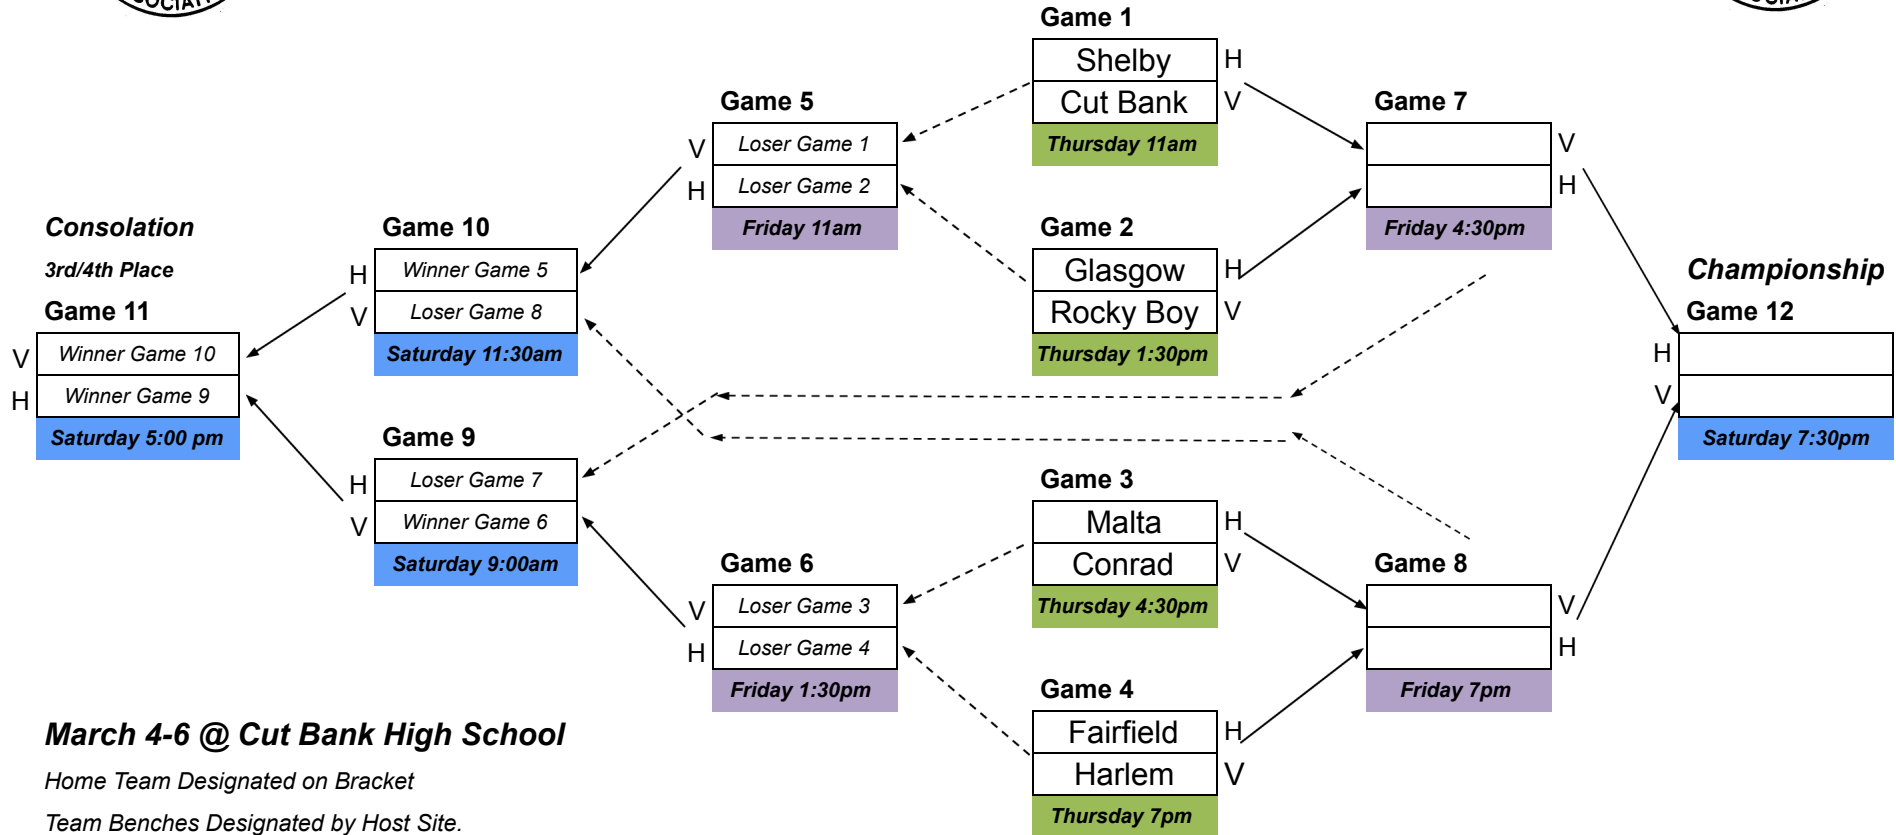 Game 1
Shelby H
Cut Bank V
Thursday 11am
Game 5
V Loser Game 1
H Loser Game 2
Friday 11am
Game 7
V
H
Friday 4:30pm
Game 2
Glasgow H
Rocky Boy V
Thursday 1:30pm
Consolation
3rd/4th Place
Game 11
V Winner Game 10
H Winner Game 9
Saturday 5:00 pm
Game 10
H Winner Game 5
V Loser Game 8
Saturday 11:30am
Championship
Game 12
H
V
Saturday 7:30pm
Game 9
H Loser Game 7
V Winner Game 6
Saturday 9:00am
Game 3
Malta H
Conrad V
Thursday 4:30pm
Game 6
V Loser Game 3
H Loser Game 4
Friday 1:30pm
Game 8
V
H
Friday 7pm
Game 4
Fairfield H
Harlem V
Thursday 7pm
March 4-6 @ Cut Bank High School
Home Team Designated on Bracket
Team Benches Designated by Host Site.